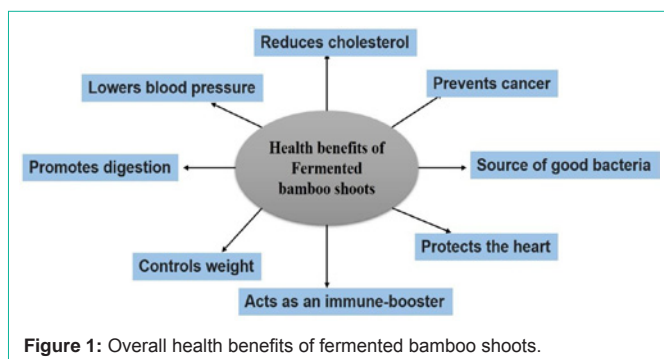 Reduces cholesterol
Lowers blood pressure
Prevents cancer
Health benefits of
Fermented
bamboo shoots
Promotes digestion
Source of good bacteria
Controls weight
Protects the heart
Acts as an immune-booster
Figure 1: Overall health benefits of fermented bamboo shoots.